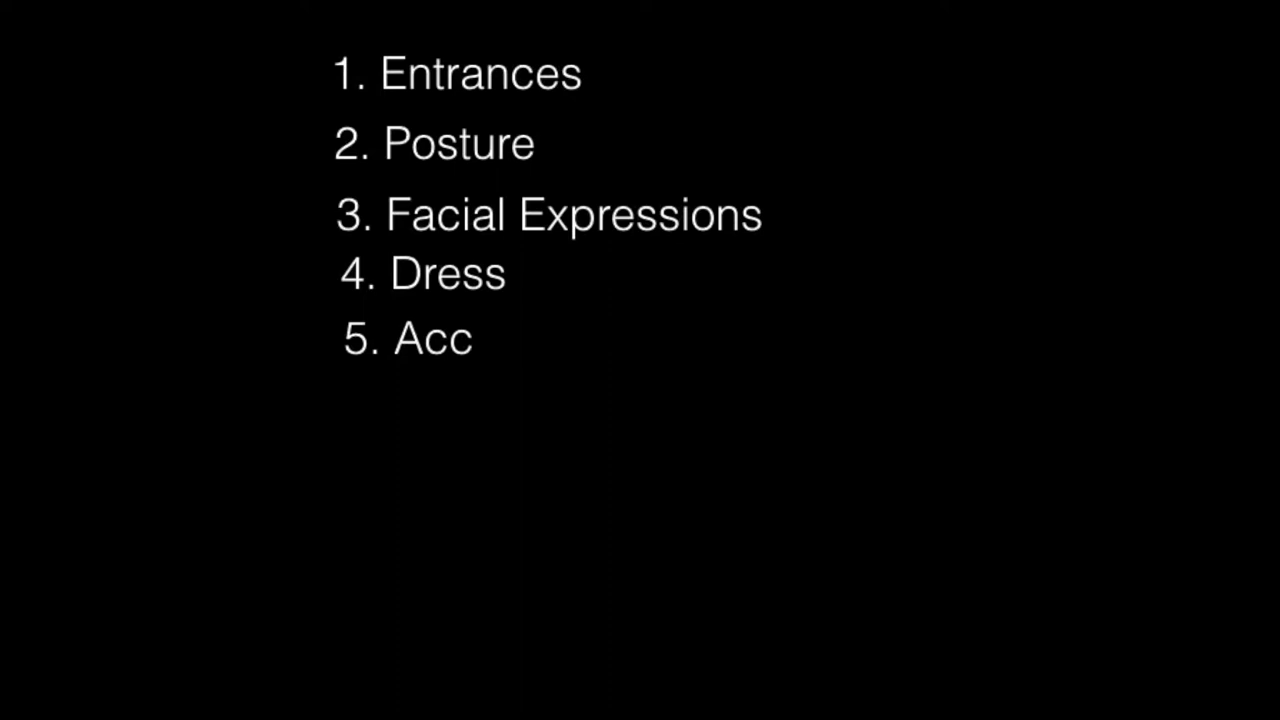 1. Entrances
2. Posture
3. Facial Expressions
4. Dress
5. Acc